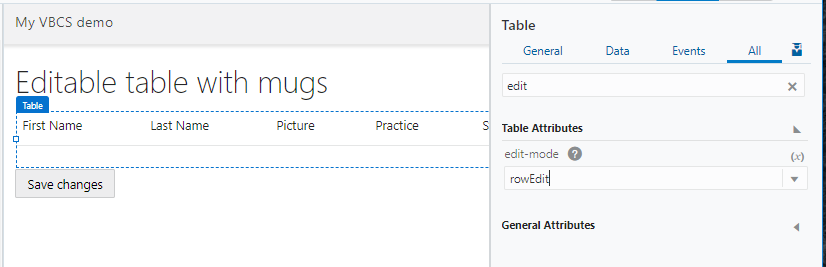 My VBCS demo
Editable table with mugs
Table
First Name Last Name Picture Practice S
Save changes
Table
General Data Events All
edit
Table Attributes
edit-mode ?
(x)
rowEdit
General Attributes